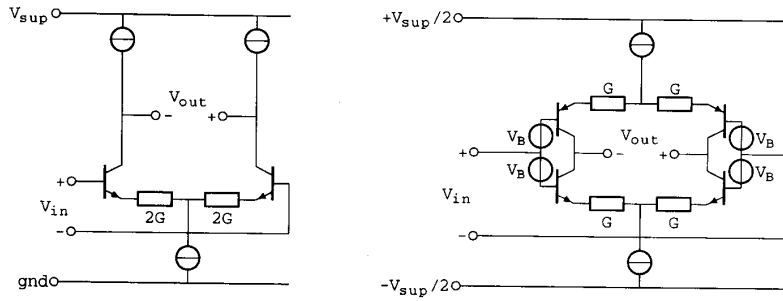 V_sup
V_out
-
+
+
V_in
2G
2G
-
gnd
+V_sup/2
G
G
V_B
V_out
V_B
+
-
+
V_B
V_B
V_in
G
G
-
-V_sup/2